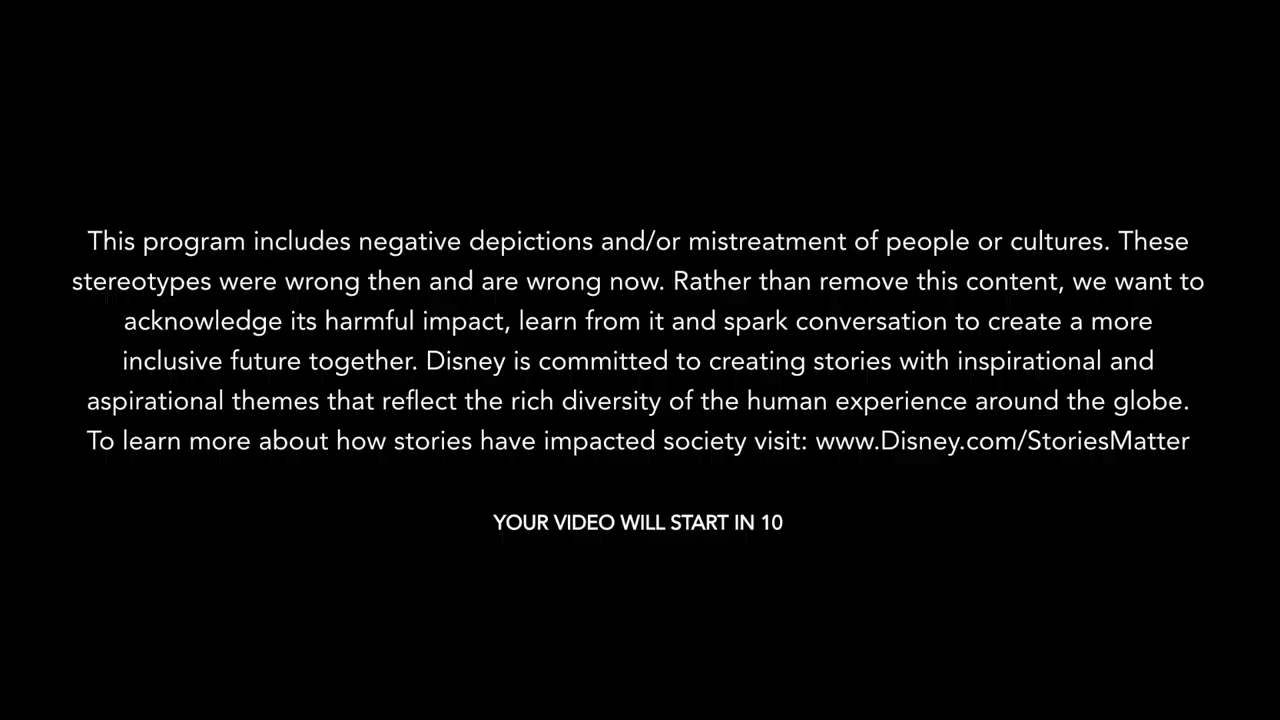 This program includes negative depictions and/or mistreatment of people or cultures. These
stereotypes were wrong then and are wrong now. Rather than remove this content, we want to
acknowledge its harmful impact, learn from it and spark conversation to create a more
inclusive future together. Disney is committed to creating stories with inspirational and
aspirational themes that reflect the rich diversity of the human experience around the globe.
To learn more about how stories have impacted society visit: www.Disney.com/StoriesMatter
YOUR VIDEO WILL START IN 10